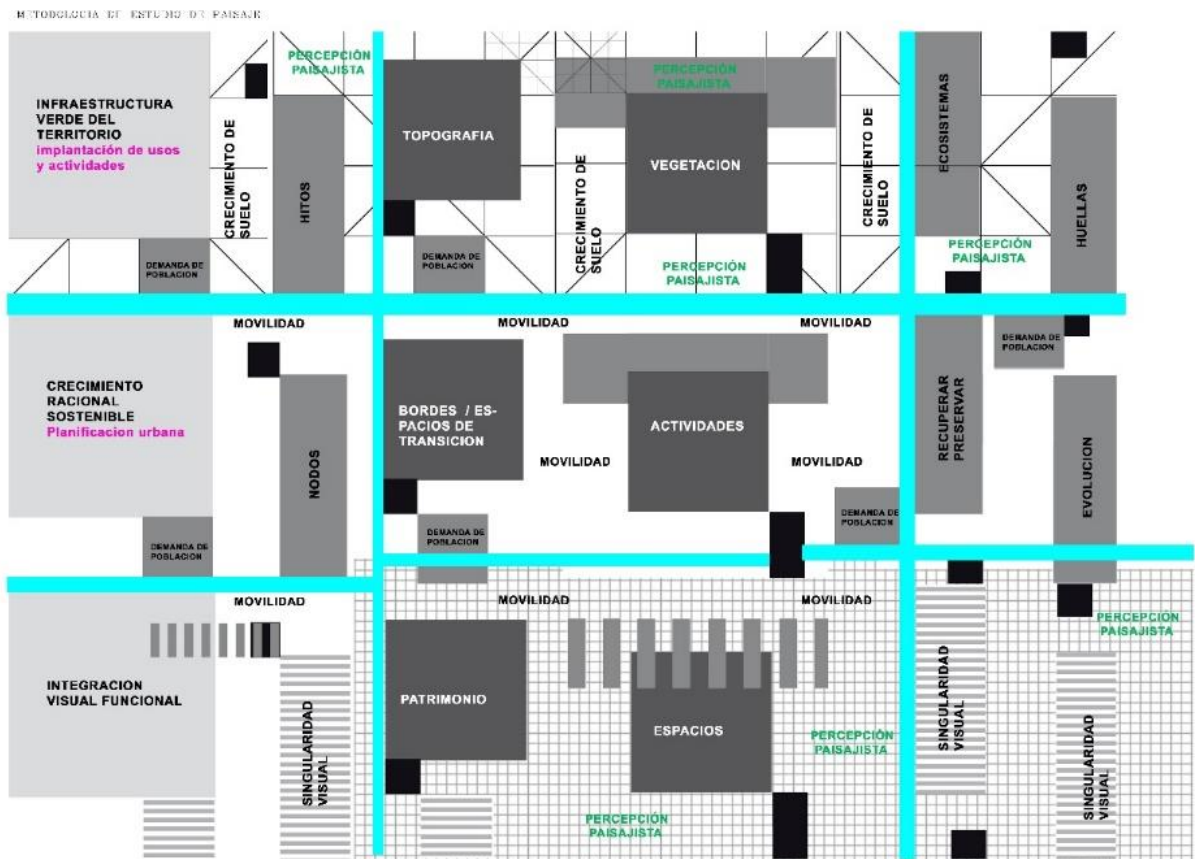 METODOLOGIA DE ESTUDIO DE PAISAJE
INFRAESTRUCTURA
VERDE DEL
TERRITORIO
implantación de usos
y actividades
CRECIMIENTO DE
SUELO
HITOS
PERCEPCIÓN
PAISAJISTA
TOPOGRAFIA
CRECIMIENTO DE
SUELO
PERCEPCIÓN
PAISAJISTA
VEGETACION
CRECIMIENTO DE
SUELO
ECOSISTEMAS
HUELLAS
DEMANDA DE
POBLACION
DEMANDA DE
POBLACION
PERCEPCIÓN
PAISAJISTA
PERCEPCIÓN
PAISAJISTA
MOVILIDAD
MOVILIDAD
MOVILIDAD
DEMANDA DE
POBLACION
CRECIMIENTO
RACIONAL
SOSTENIBLE
Planificacion urbana
NODOS
BORDES / ES-
PACIOS DE
TRANSICION
ACTIVIDADES
RECUPERAR
PRESERVAR
EVOLUCION
MOVILIDAD
MOVILIDAD
DEMANDA DE
POBLACION
DEMANDA DE
POBLACION
DEMANDA DE
POBLACION
MOVILIDAD
MOVILIDAD
MOVILIDAD
PERCEPCIÓN
PAISAJISTA
INTEGRACION
VISUAL FUNCIONAL
SINGULARIDAD
VISUAL
PATRIMONIO
ESPACIOS
PERCEPCIÓN
PAISAJISTA
SINGULARIDAD
VISUAL
SINGULARIDAD
VISUAL
PERCEPCIÓN
PAISAJISTA